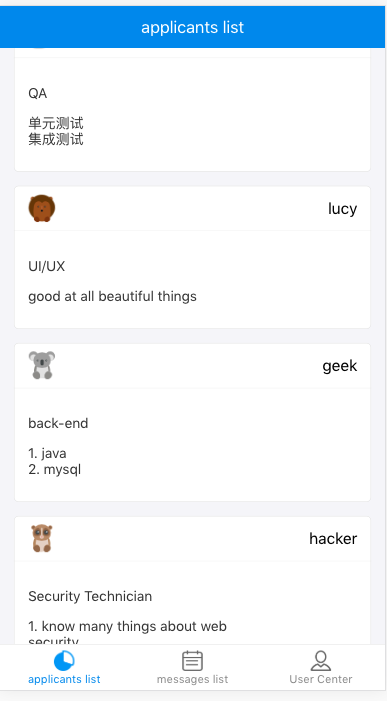 applicants list
QA
单元测试
集成测试
lucy
UI/UX
good at all beautiful things
geek
back-end
1. java
2. mysql
hacker
Security Technician
1. know many things about web
security
applicants list
messages list
User Center